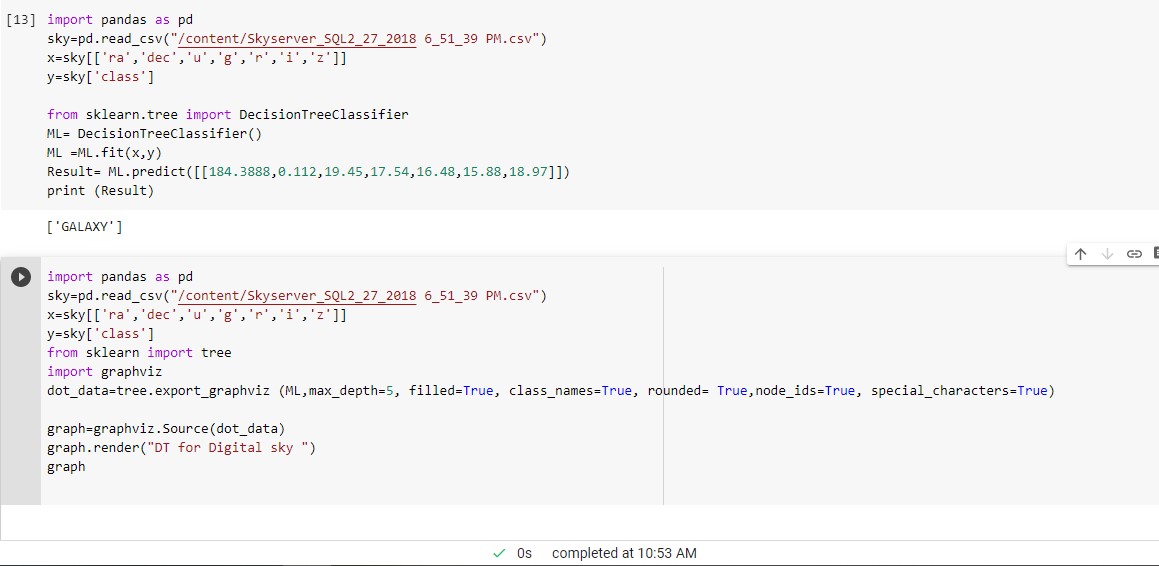 [13] import pandas as pd
sky=pd.read_csv("/content/Skyserver_SQL2_27_2018 6_51_39 PM.csv")
x=sky[['ra','dec','u','g','r','i','z']]
y=sky['class']
from sklearn.tree import DecisionTreeClassifier
ML= DecisionTreeClassifier()
ML =ML.fit(x,y)
Result= ML.predict([[184.3888,0.112,19.45,17.54,16.48,15.88,18.97]])
print (Result)
['GALAXY']
import pandas as pd
sky=pd.read_csv("/content/Skyserver_SQL2_27_2018 6_51_39 PM.csv")
x=sky[['ra','dec','u','g','r','i','z']]
y=sky['class']
from sklearn import tree
import graphviz
dot_data=tree.export_graphviz (ML,max_depth=5, filled=True, class_names=True, rounded= True,node_ids=True, special_characters=True)
graph=graphviz.Source(dot_data)
graph.render("DT for Digital sky ")
graph
0s completed at 10:53 AM